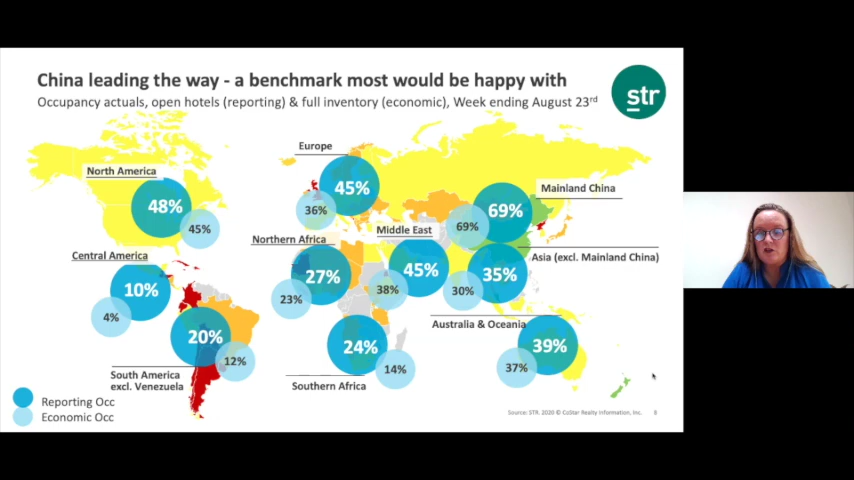 China leading the way - a benchmark most would be happy with
Occupancy actuals, open hotels (reporting) & full inventory (economic), Week ending August 23rd
str
Europe
North America
45%
Mainland China
48%
36%
69%
45%
69%
Northern Africa
Middle East
Central America
Asia (excl. Mainland China)
27%
45%
35%
10%
23%
38%
30%
4%
Australia & Oceania
20%
24%
39%
12%
14%
37%
South America
excl. Venezuela
Southern Africa
Reporting Occ
Economic Occ
Source: STR. 2020 © CoStar Realty Information, Inc.
8